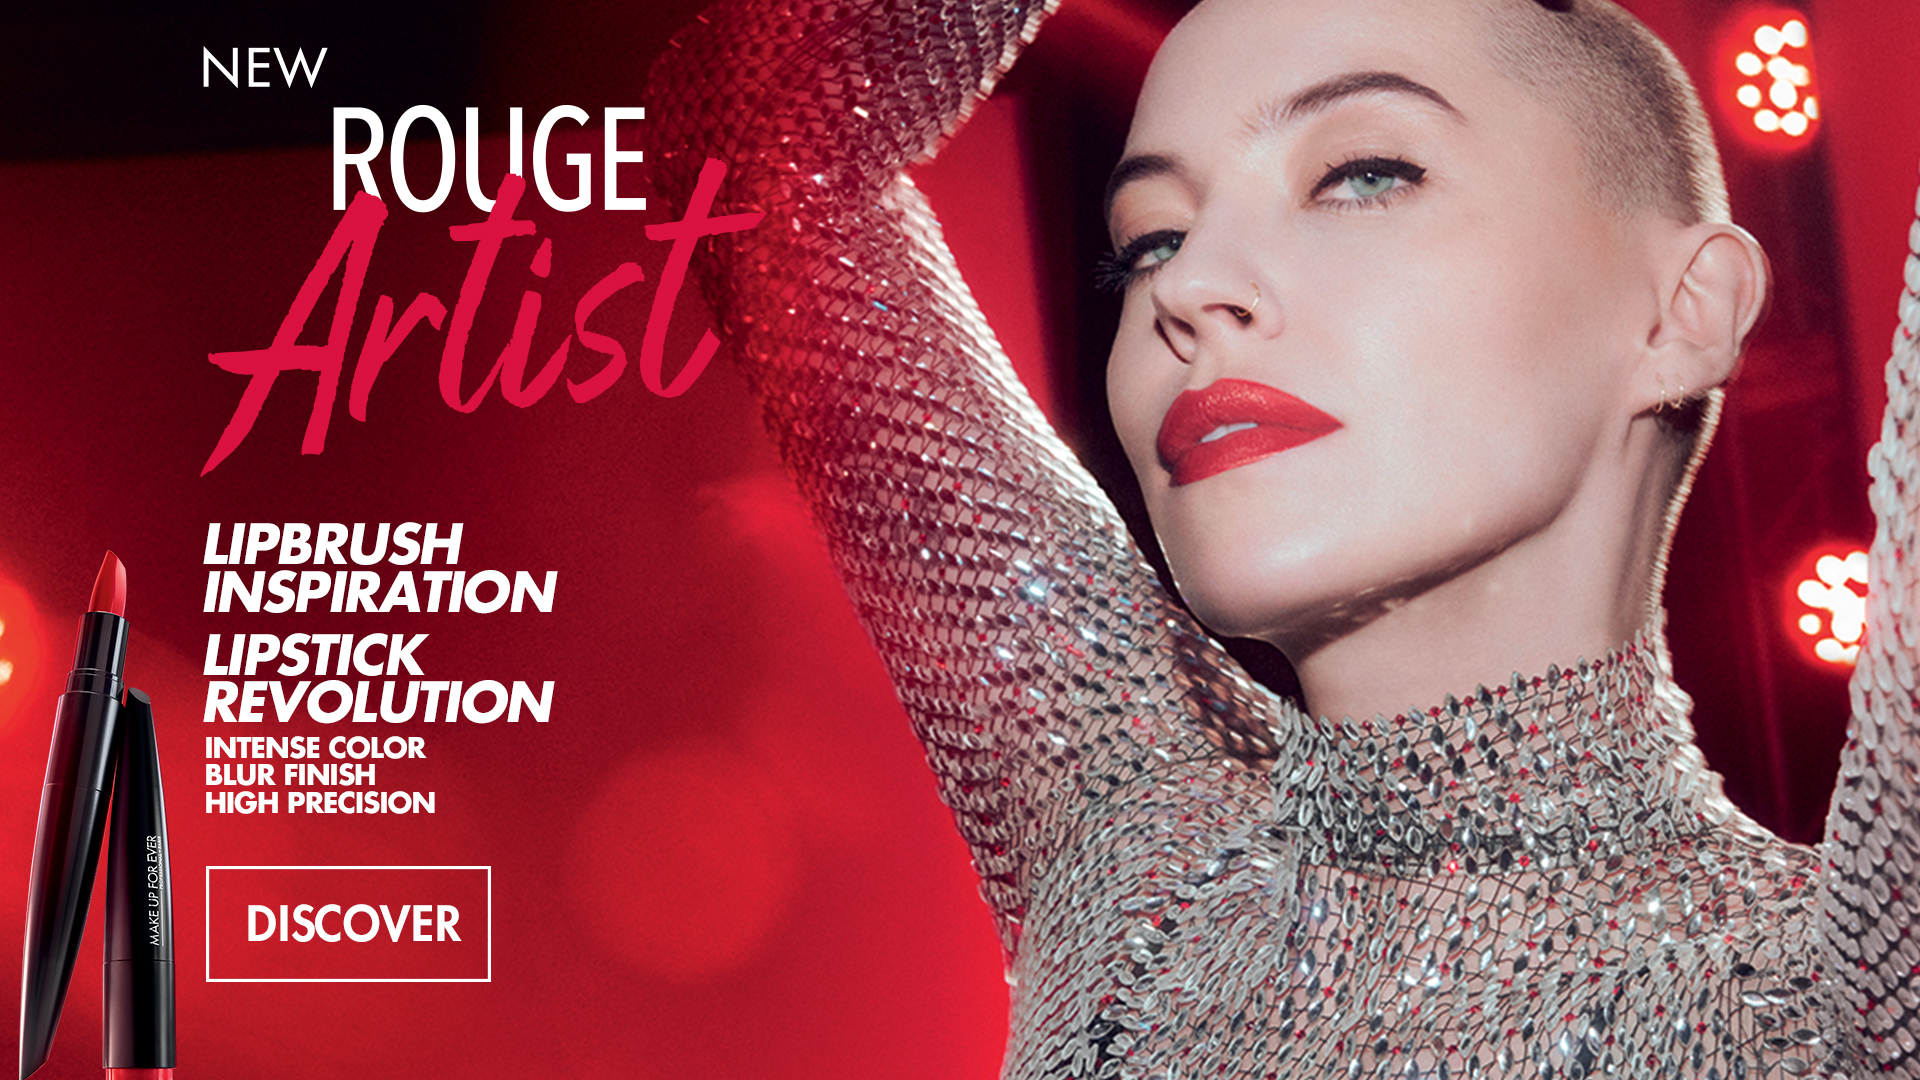 NEW
ROUGE
Artist
LIPBRUSH
INSPIRATION
LIPSTICK
REVOLUTION
INTENSE COLOR
BLUR FINISH
HIGH PRECISION
DISCOVER
MAKE UP FOR EVER